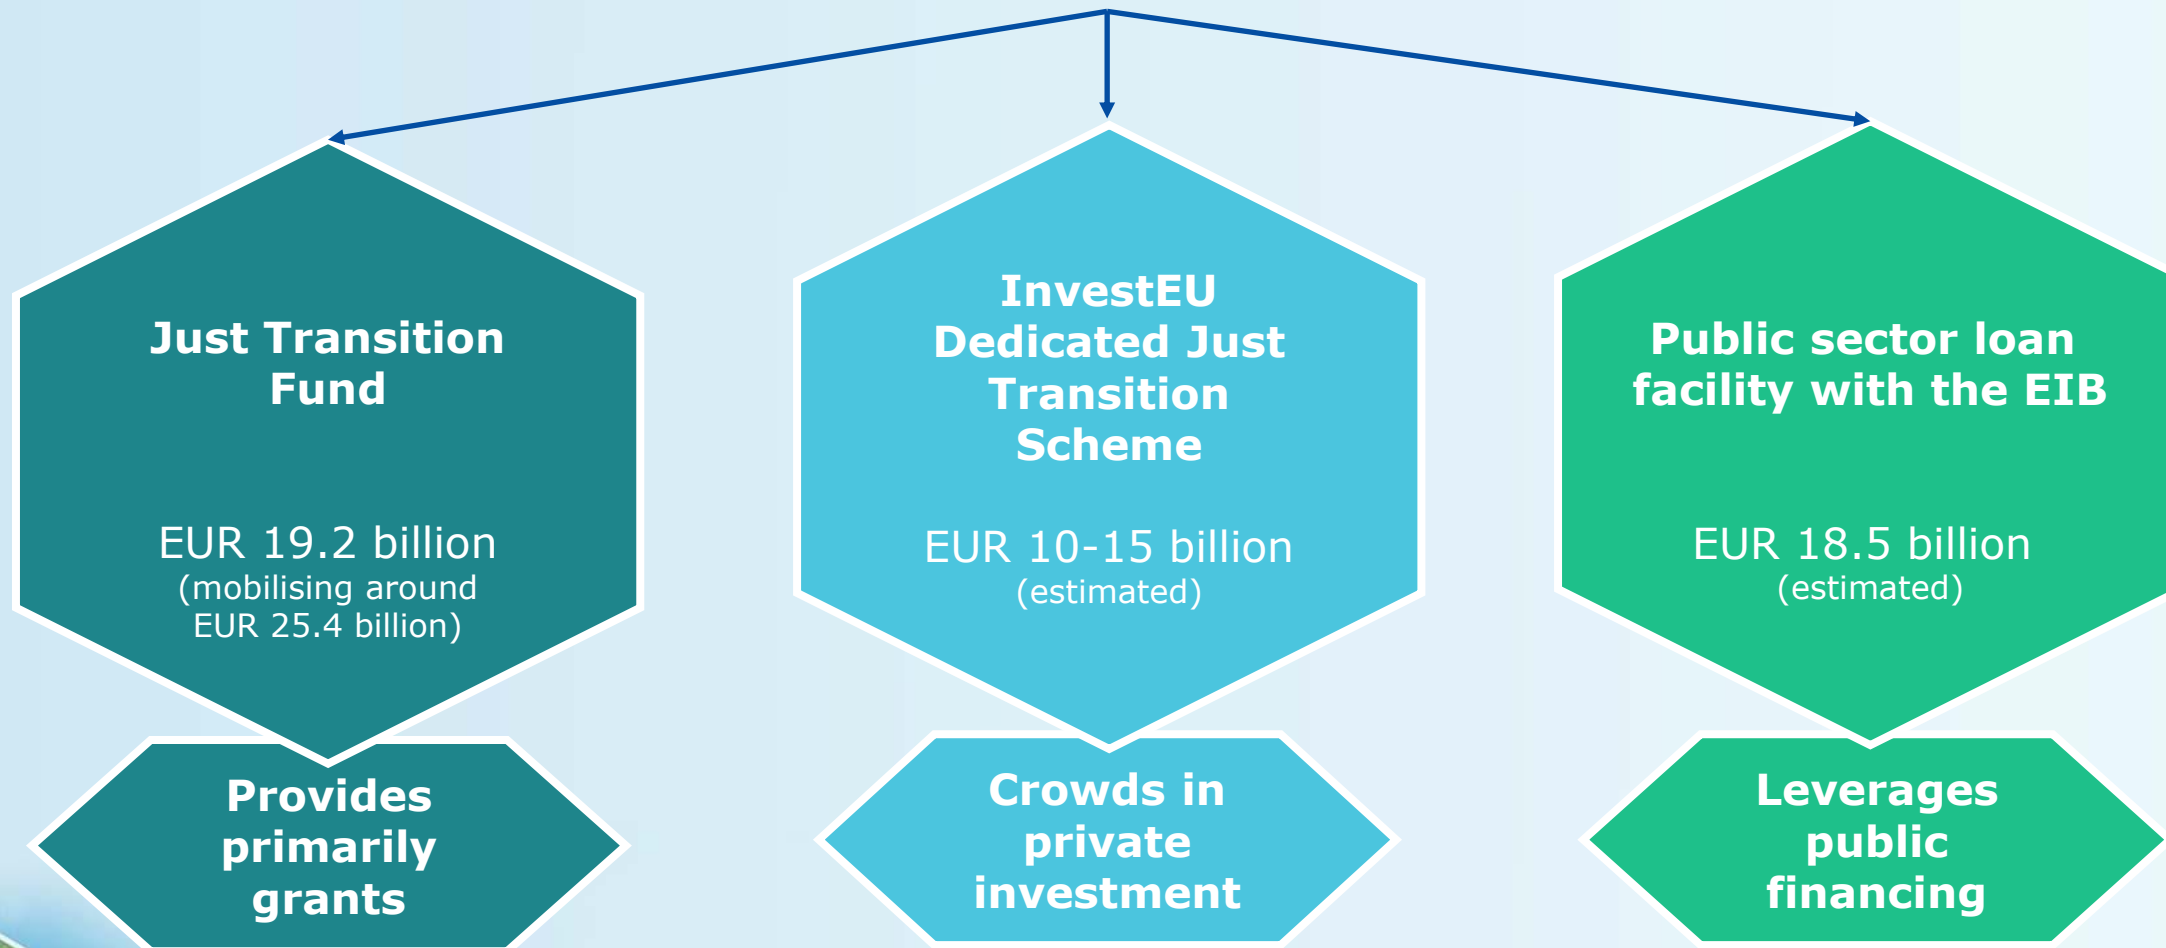 Just Transition
Fund
EUR 19.2 billion
(mobilising around
EUR 25.4 billion)
Provides
primarily
grants
InvestEU
Dedicated Just
Transition
Scheme
EUR 10-15 billion
(estimated)
Crowds in
private
investment
Public sector loan
facility with the EIB
EUR 18.5 billion
(estimated)
Leverages
public
financing